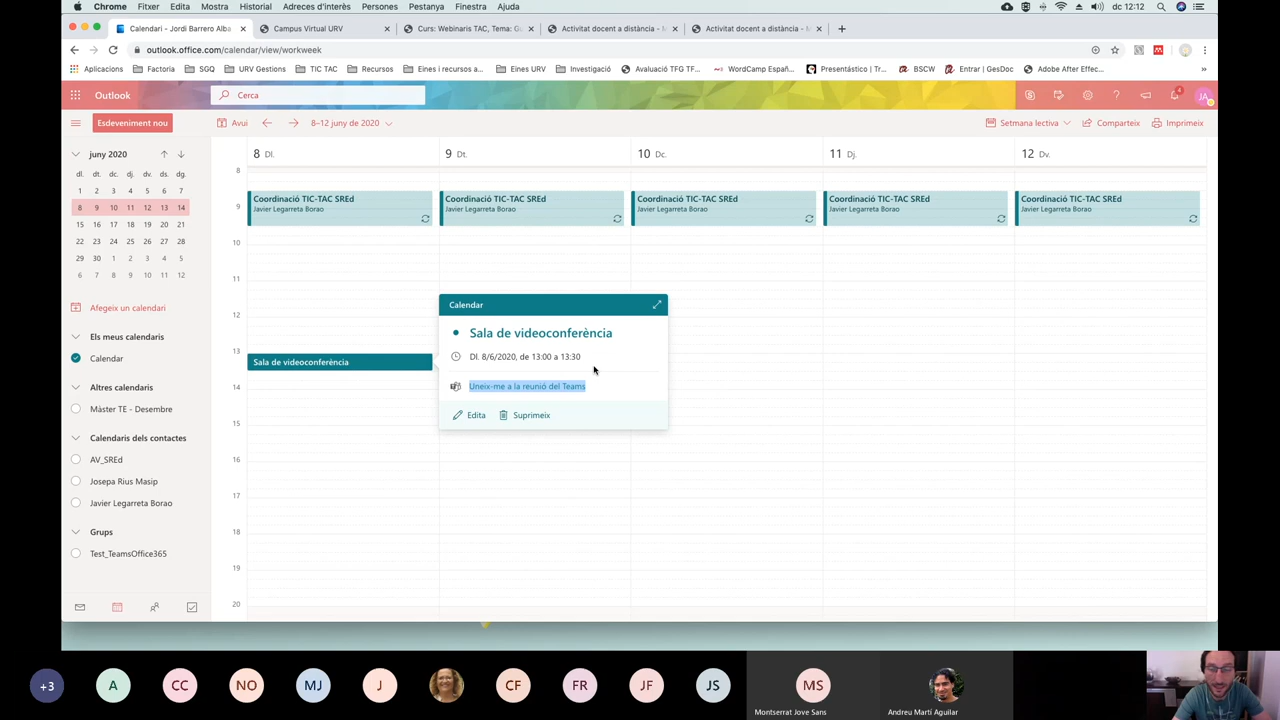 Chrome Fitxer Edita Mostra Historial Adreces d'interès Persones Pestanya Finestra Ajuda dc 12:12
Calendari - Jordi Barrero Alba Campus Virtual URV Curs: Webinaris TAC, Tema: G Activitat docent a distància - M Activitat docent a distància - M
outlook.office.com/calendar/view/workweek
Aplicacions Factoria SGQ URV Gestions TIC TAC Recursos Eines i recursos a... Eines URV Investigació Avaluació TFG TF... WordCamp Españ... Presentástico | Tr... BSCW Entrar | GesDoc Adobe After Effec... »
Outlook Cerca 4 JA
Esdeveniment nou Avui 8–12 juny de 2020 Setmana lectiva Comparteix Imprimeix
juny 2020 8 Dl. 9 Dt. 10 Dc. 11 Dj. 12 Dv.
dl. dt. dc. dj. dv. ds. dg.
1 2 3 4 5 6 7
8 9 10 11 12 13 14
15 16 17 18 19 20 21
22 23 24 25 26 27 28
29 30 1 2 3 4 5
6 7 8 9 10 11 12
Afegeix un calendari
Els meus calendaris
Calendar
Altres calendaris
Màster TE - Desembre
Calendaris dels contactes
AV_SREd
Josepa Rius Masip
Javier Legarreta Borao
Grups
Test_TeamsOffice365
8
9
10
11
12
13
14
15
16
17
18
19
20
Coordinació TIC-TAC SREd
Javier Legarreta Borao
Coordinació TIC-TAC SREd
Javier Legarreta Borao
Coordinació TIC-TAC SREd
Javier Legarreta Borao
Coordinació TIC-TAC SREd
Javier Legarreta Borao
Coordinació TIC-TAC SREd
Javier Legarreta Borao
Sala de videoconferència
Calendar
Sala de videoconferència
Dl. 8/6/2020, de 13:00 a 13:30
Uneix-me a la reunió del Teams
Edita Suprimeix
+3 A CC NO MJ J CF FR JF JS MS
Montserrat Jove Sans Andreu Martí Aguilar